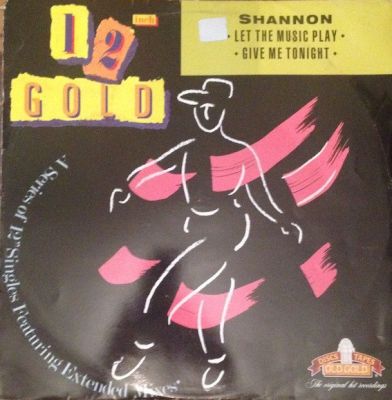 12 inch
GOLD
SHANNON
· LET THE MUSIC PLAY ·
· GIVE ME TONIGHT ·
A Series of 12" Singles Featuring Extended Mixes
DISCS TAPES
OLD GOLD
The original hit recordings